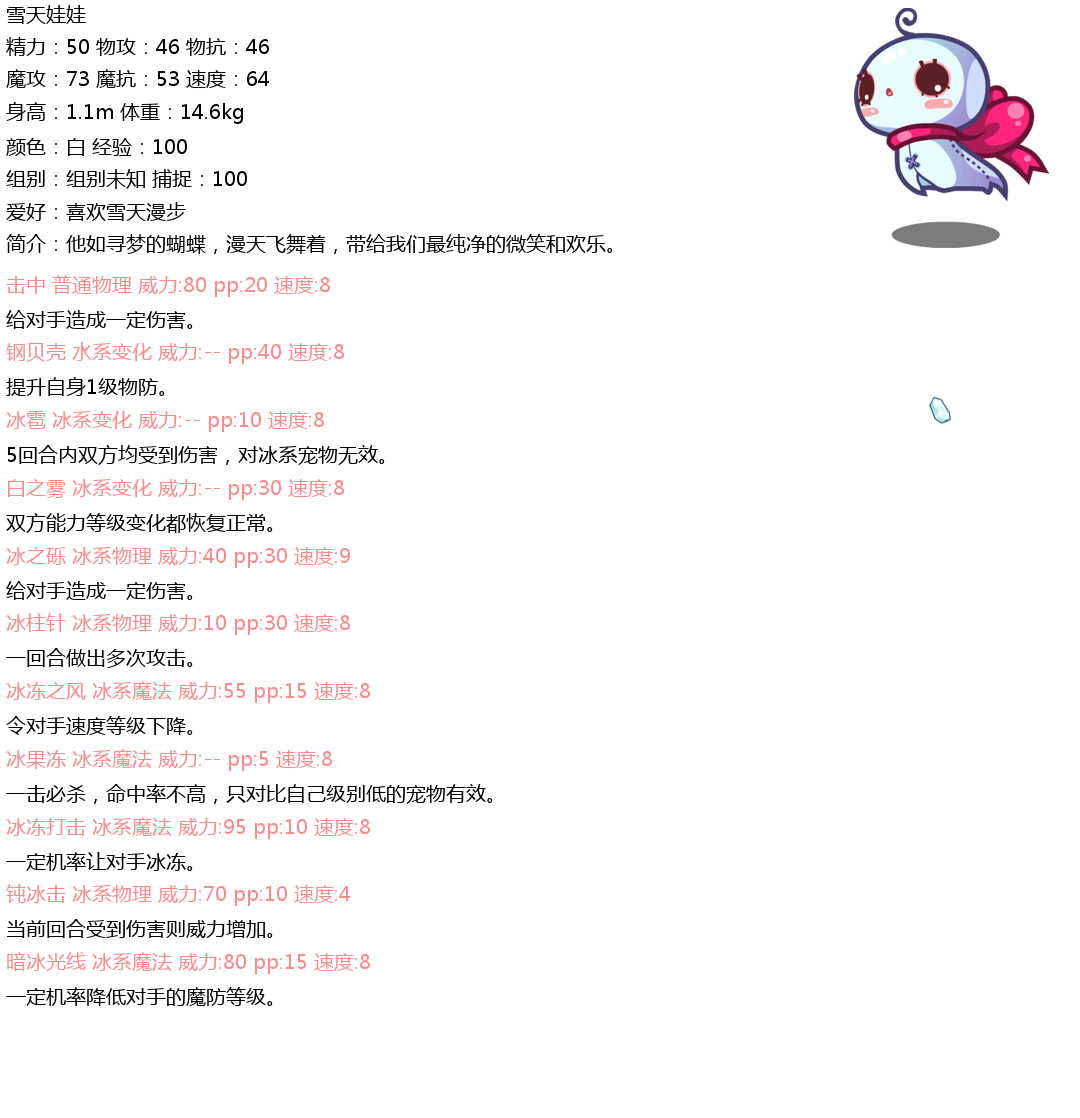 雪天娃娃
精力：50 物攻：46 物抗：46
魔攻：73 魔抗：53 速度：64
身高：1.1m 体重：14.6kg
颜色：白 经验：100
组别：组别未知 捕捉：100
爱好：喜欢雪天漫步
简介：他如寻梦的蝴蝶，漫天飞舞着，带给我们最纯净的微笑和欢乐。
击中 普通物理 威力:80 pp:20 速度:8
给对手造成一定伤害。
钢贝壳 水系变化 威力:-- pp:40 速度:8
提升自身1级物防。
冰雹 冰系变化 威力:-- pp:10 速度:8
5回合内双方均受到伤害，对冰系宠物无效。
白之雾 冰系变化 威力:-- pp:30 速度:8
双方能力等级变化都恢复正常。
冰之砾 冰系物理 威力:40 pp:30 速度:9
给对手造成一定伤害。
冰柱针 冰系物理 威力:10 pp:30 速度:8
一回合做出多次攻击。
冰冻之风 冰系魔法 威力:55 pp:15 速度:8
令对手速度等级下降。
冰果冻 冰系魔法 威力:-- pp:5 速度:8
一击必杀，命中率不高，只对比自己级别低的宠物有效。
冰冻打击 冰系魔法 威力:95 pp:10 速度:8
一定机率让对手冰冻。
钝冰击 冰系物理 威力:70 pp:10 速度:4
当前回合受到伤害则威力增加。
暗冰光线 冰系魔法 威力:80 pp:15 速度:8
一定机率降低对手的魔防等级。